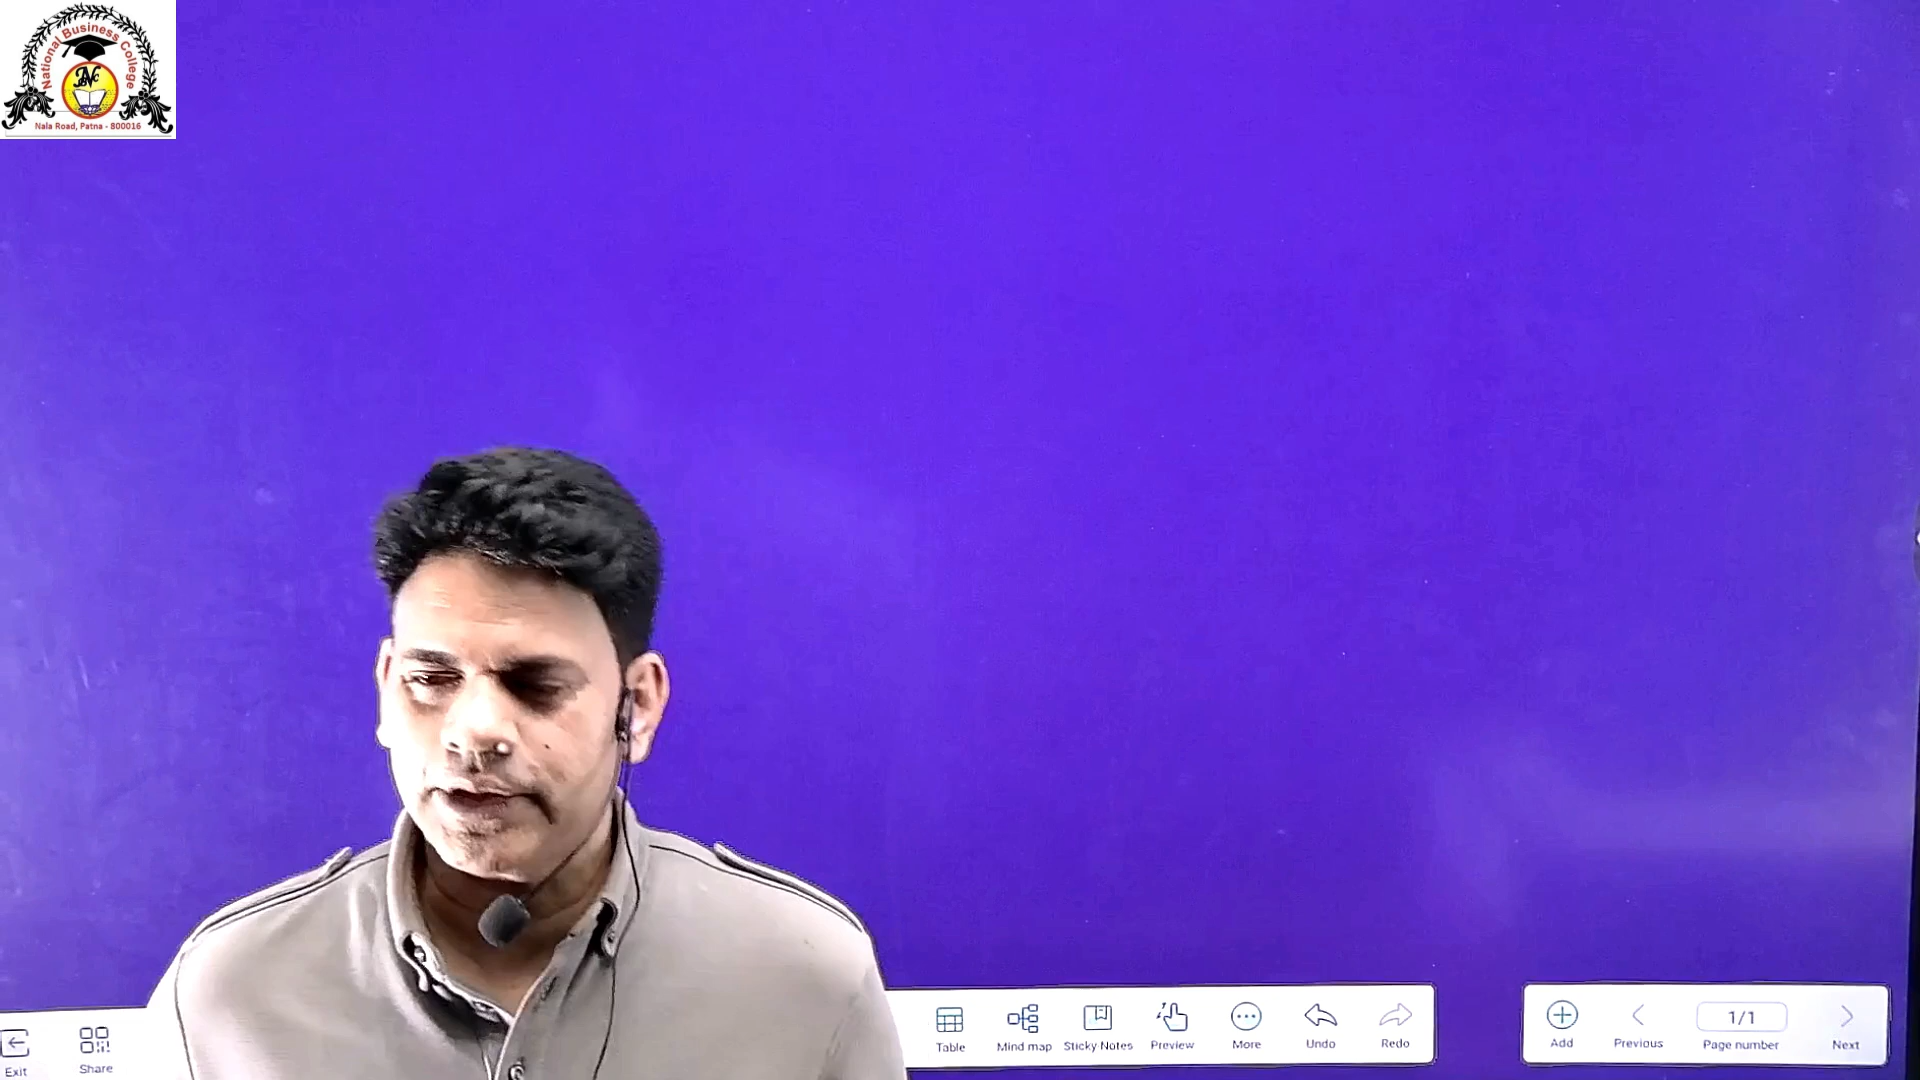 National Business College
Nala Road, Patna - 800016
Exit
Share
Table
Mind map
Sticky Notes
Preview
More
Undo
Redo
Add
Previous
1/1
Page number
Next